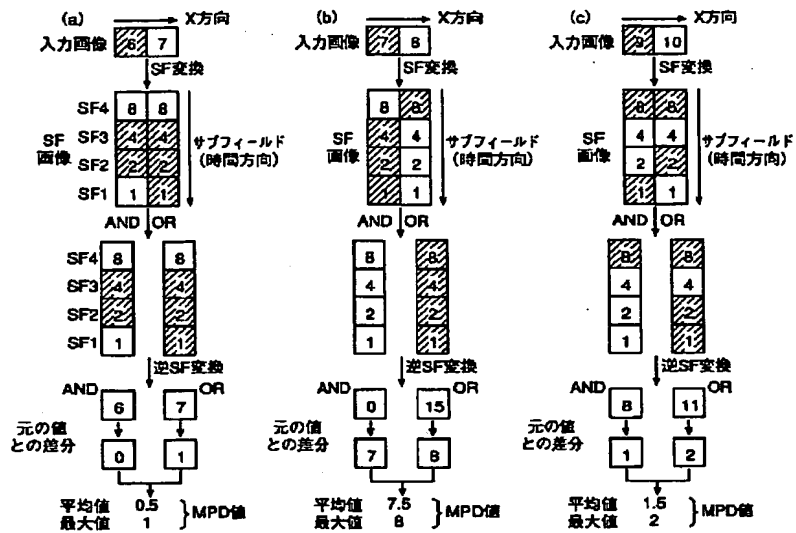 (a) X方向
入力画像 6 7
SF変換
SF4 8 8
SF3 4 4
SF2 2 2
SF1 1 1
SF画像
サブフィールド
(時間方向)
AND OR
SF4 8 8
SF3 4 4
SF2 2 2
SF1 1 1
逆SF変換
AND OR
6 7
元の値
との差分
0 1
平均値 0.5
最大値 1
MPD値
(b) X方向
入力画像 7 8
SF変換
8 8
4 4
2 2
1 1
SF
画像
サブフィールド
(時間方向)
AND OR
8 8
4 4
2 2
1 1
逆SF変換
AND OR
0 15
元の値
との差分
7 8
平均値 7.5
最大値 8
MPD値
(c) X方向
入力画像 9 10
SF変換
8 8
4 4
2 2
1 1
SF
画像
サブフィールド
(時間方向)
AND OR
8 8
4 4
2 2
1 1
逆SF変換
AND OR
8 11
元の値
との差分
1 2
平均値 1.5
最大値 2
MPD値